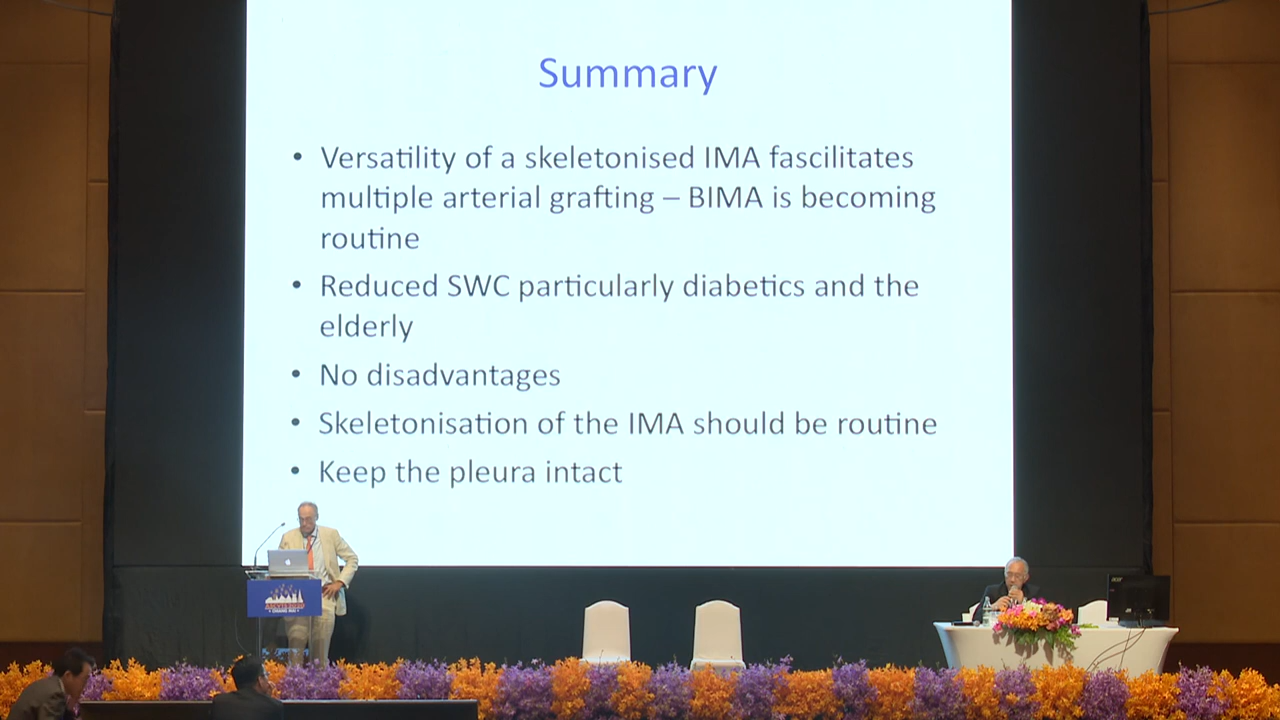 Summary
• Versatility of a skeletonised IMA fascilitates
multiple arterial grafting – BIMA is becoming
routine
• Reduced SWC particularly diabetics and the
elderly
• No disadvantages
• Skeletonisation of the IMA should be routine
• Keep the pleura intact
acer